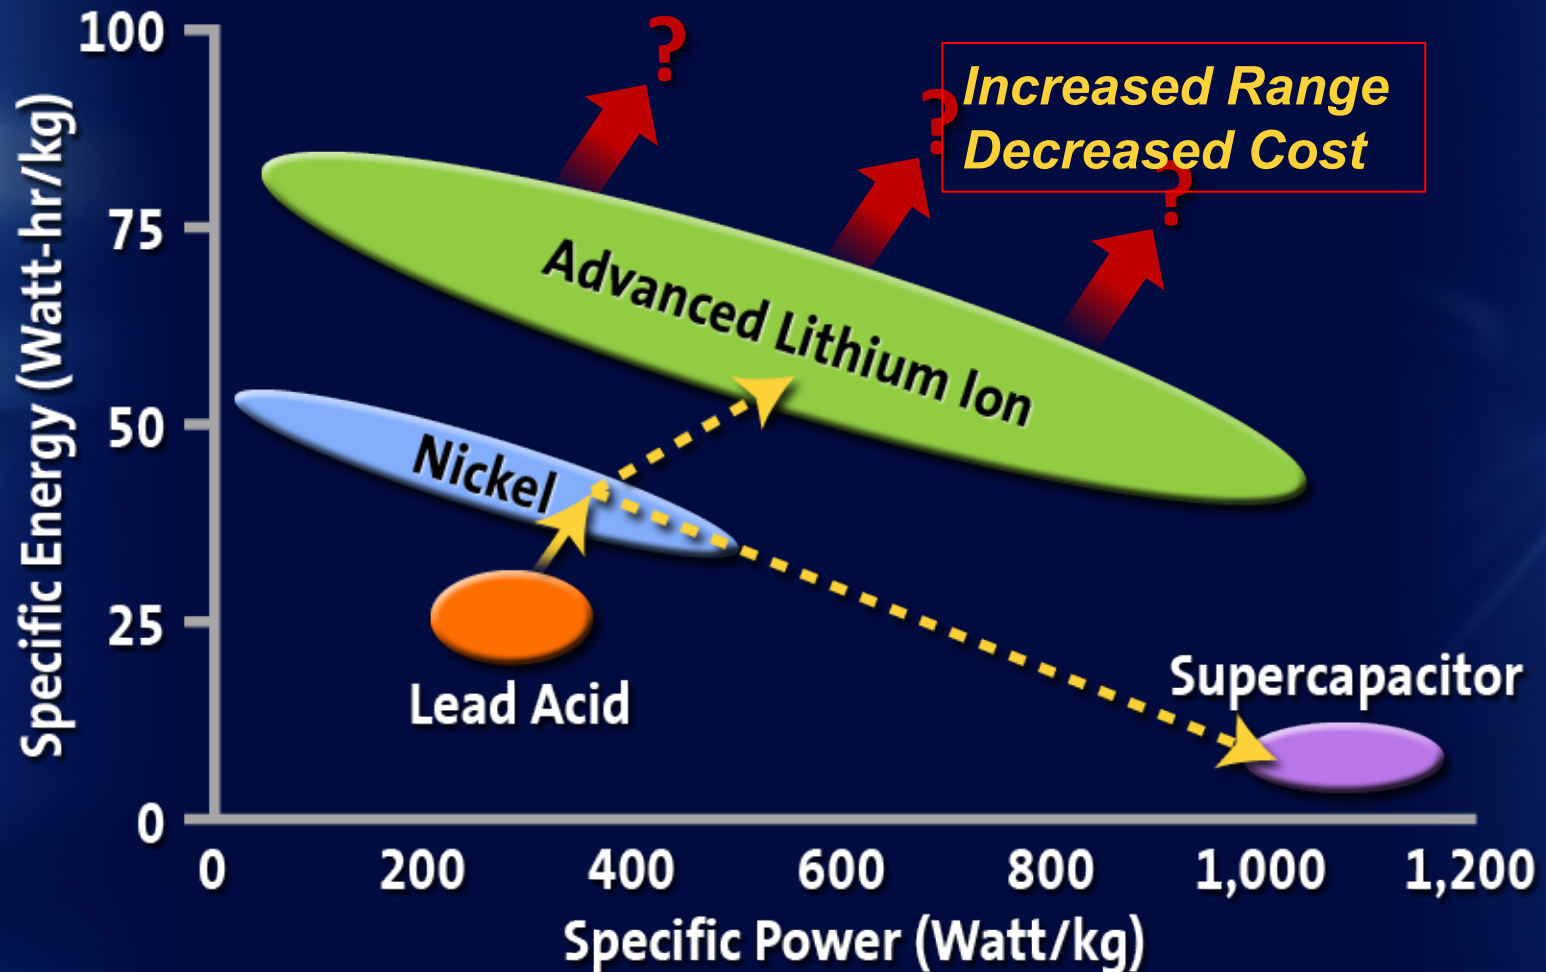 100
?
Increased Range
?
Decreased Cost
?
75
Specific Energy (Watt-hr/kg)
Advanced Lithium Ion
50
Nickel
25
Lead Acid
Supercapacitor
0
0 200 400 600 800 1,000 1,200
Specific Power (Watt/kg)